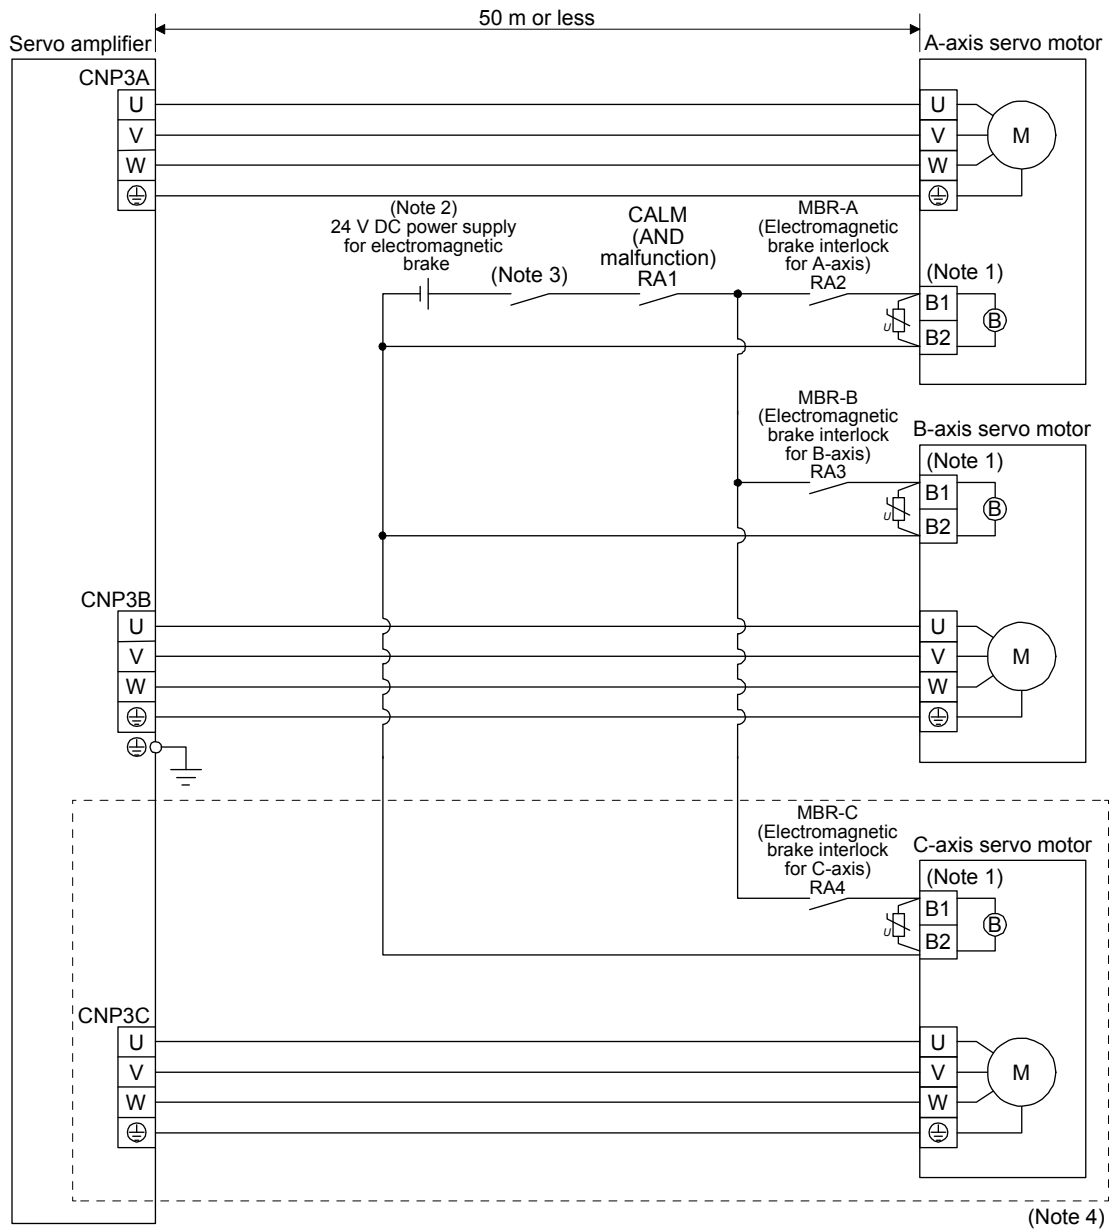 50 m or less
Servo amplifier
A-axis servo motor
CNP3A
U
V
W
U
V
W
M
(Note 2)
24 V DC power supply
for electromagnetic
brake
(Note 3)
CALM
(AND
malfunction)
RA1
MBR-A
(Electromagnetic
brake interlock
for A-axis)
RA2
(Note 1)
B1
B2
U
B
MBR-B
(Electromagnetic
brake interlock
for B-axis)
RA3
B-axis servo motor
(Note 1)
B1
B2
U
B
CNP3B
U
V
W
U
V
W
M
MBR-C
(Electromagnetic
brake interlock
for C-axis)
RA4
C-axis servo motor
(Note 1)
B1
B2
U
B
CNP3C
U
V
W
U
V
W
M
(Note 4)